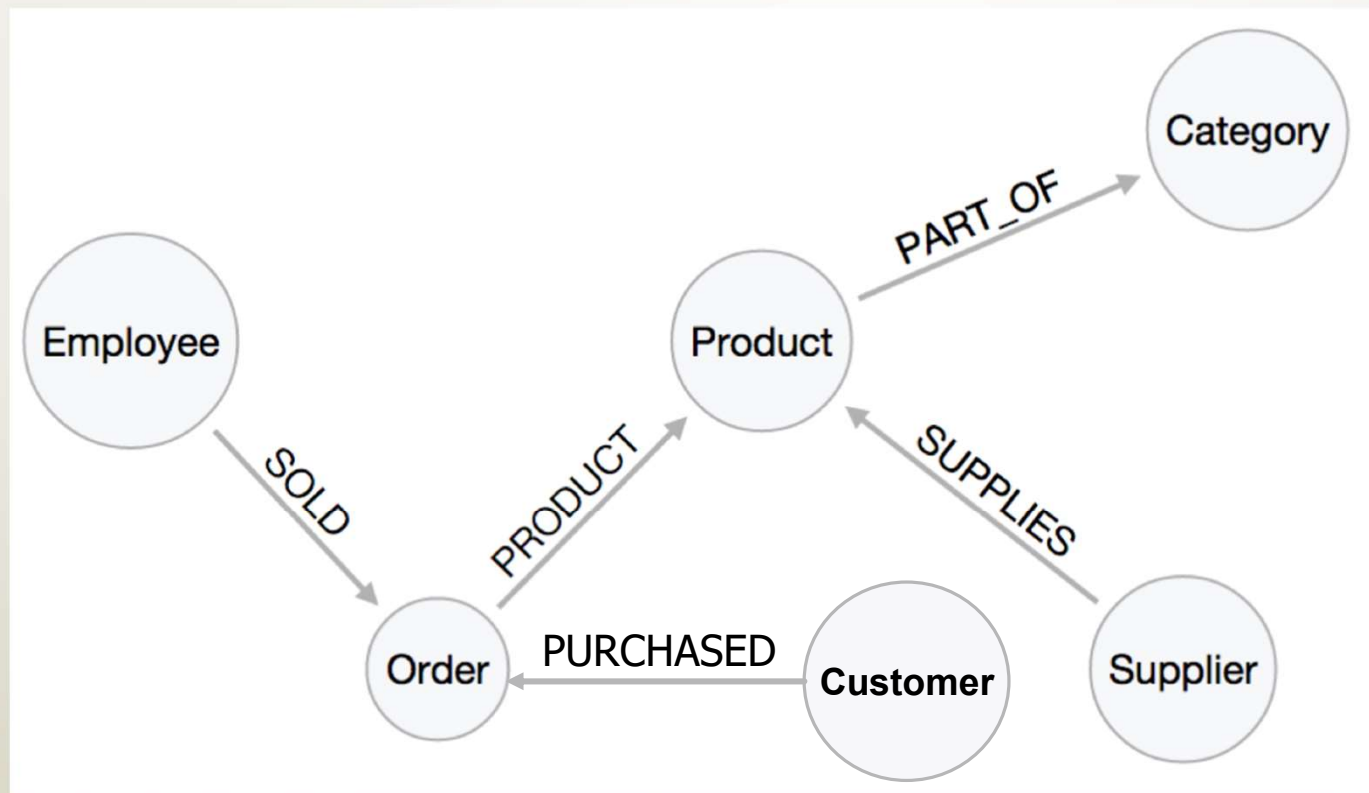 Category
PART_OF
Employee
Product
SOLD
PRODUCT
SUPPLIES
PURCHASED
Order
Customer
Supplier